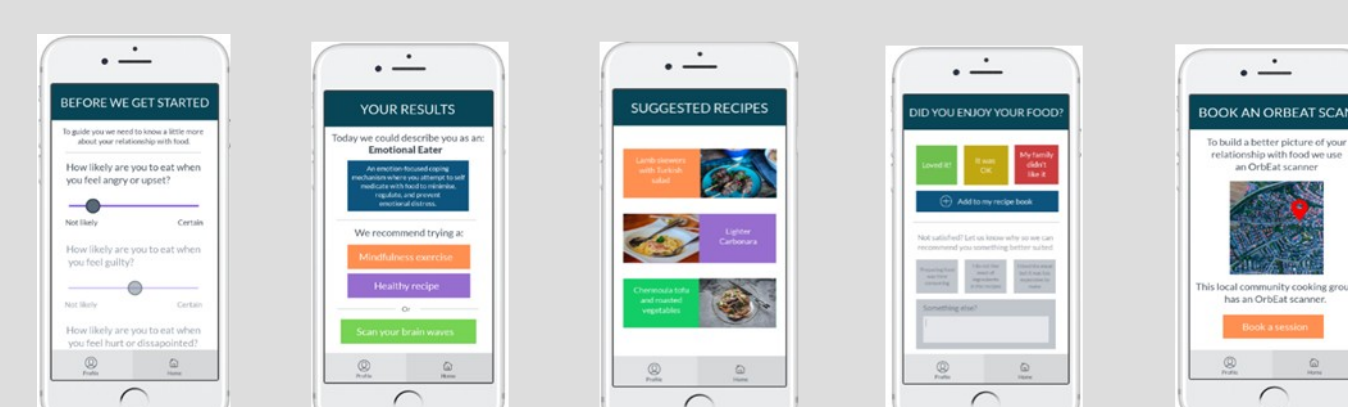 BEFORE WE GET STARTED
To guide you we need to know a little more
about your relationship with food.
How likely are you to eat when
you feel angry or upset?
Not likely Certain
How likely are you to eat when
you feel guilty?
Not likely Certain
How likely are you to eat when
you feel hurt or dissapointed?
Profile Home
YOUR RESULTS
Today we could describe you as an:
Emotional Eater
An emotion-focused coping
mechanism where you attempt to self
medicate with food to minimise,
regulate, and prevent
emotional distress.
We recommend trying a:
Mindfulness exercise
Healthy recipe
Or
Scan your brain waves
Profile Home
SUGGESTED RECIPES
Lamb skewers
with Turkish
salad
Lighter
Carbonara
Chermoula tofu
and roasted
vegetables
Profile Home
DID YOU ENJOY YOUR FOOD?
Loved it!
It was
OK
My family
didn't
like it
Add to my recipe book
Not satisfied? Let us know why so we can
recommend you something better suited.
Something else?
Profile Home
BOOK AN ORBEAT SCAN
To build a better picture of your
relationship with food we use
an OrbEat scanner
This local community cooking grou
has an OrbEat scanner.
Book a session
Profile Home